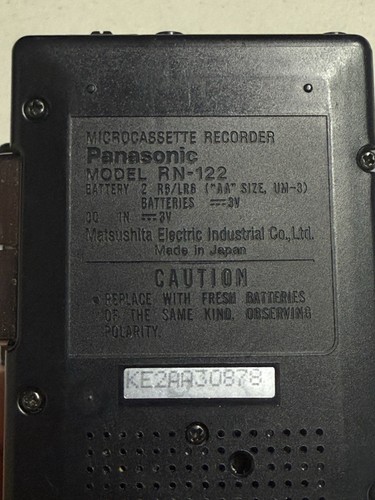 MICROCASSETTE RECORDER
Panasonic
MODEL RN-122
BATTERY 2 R6/LR6 ("AA" SIZE, UM-3)
BATTERIES ⎓3V
DC IN ⎓3V
Matsushita Electric Industrial Co.,Ltd.
Made in Japan
CAUTION
• REPLACE WITH FRESH BATTERIES
OF THE SAME KIND, OBSERVING
POLARITY.
KE2AA30878